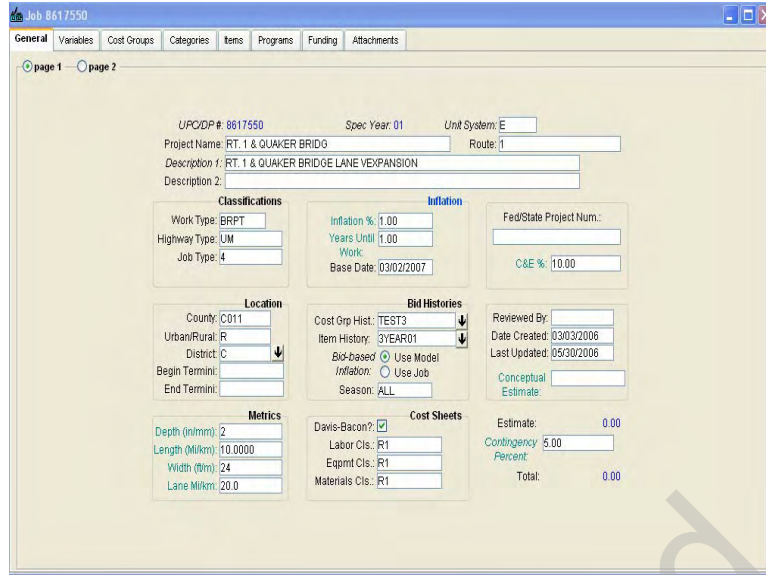 Job 8617550
General Variables Cost Groups Categories Items Programs Funding Attachments
page 1 page 2
UPC/DP #: 8617550 Spec Year: 01 Unit System: E
Project Name: RT. 1 & QUAKER BRIDG Route: 1
Description 1: RT. 1 & QUAKER BRIDGE LANE VEXPANSION
Description 2:
Classifications
Work Type: BRPT
Highway Type: UM
Job Type: 4
Inflation
Inflation %: 1.00
Years Until Work: 1.00
Base Date: 03/02/2007
Fed/State Project Num.:
C&E %: 10.00
Location
County: C011
Urban/Rural: R
District: C
Begin Termini:
End Termini:
Bid Histories
Cost Grp Hist.: TEST3
Item History: 3YEAR01
Bid-based Inflation: Use Model
Use Job
Season: ALL
Reviewed By:
Date Created: 03/03/2006
Last Updated: 05/30/2006
Conceptual Estimate:
Metrics
Depth (in/mm): 2
Length (Mi/km): 10.0000
Width (ft/m): 24
Lane Mi/km: 20.0
Cost Sheets
Davis-Bacon?:
Labor Cls.: R1
Eqpmt Cls.: R1
Materials Cls.: R1
Estimate: 0.00
Contingency Percent: 5.00
Total: 0.00